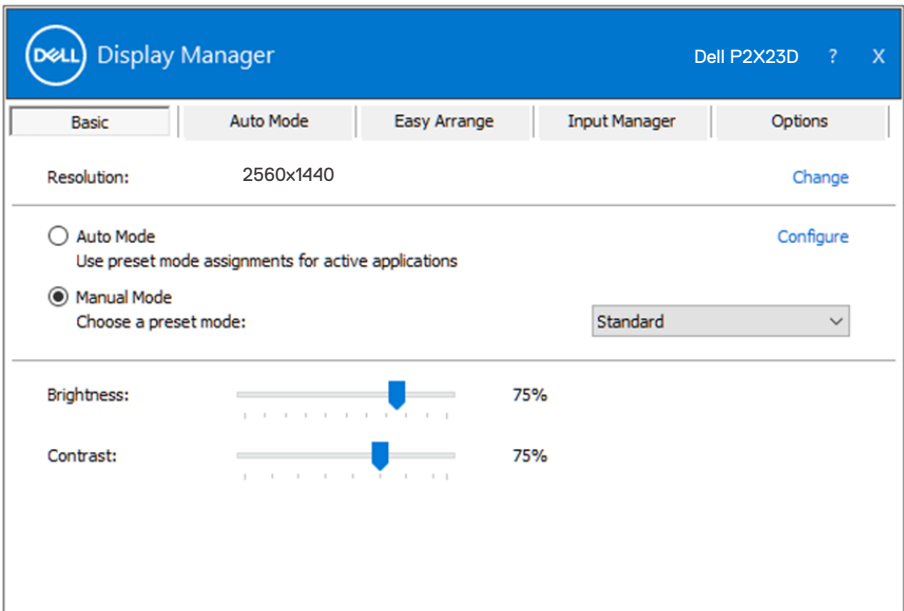 DELL Display Manager Dell P2X23D ? X
Basic Auto Mode Easy Arrange Input Manager Options
Resolution: 2560x1440 Change
Auto Mode Configure
Use preset mode assignments for active applications
Manual Mode
Choose a preset mode: Standard
Brightness: 75%
Contrast: 75%